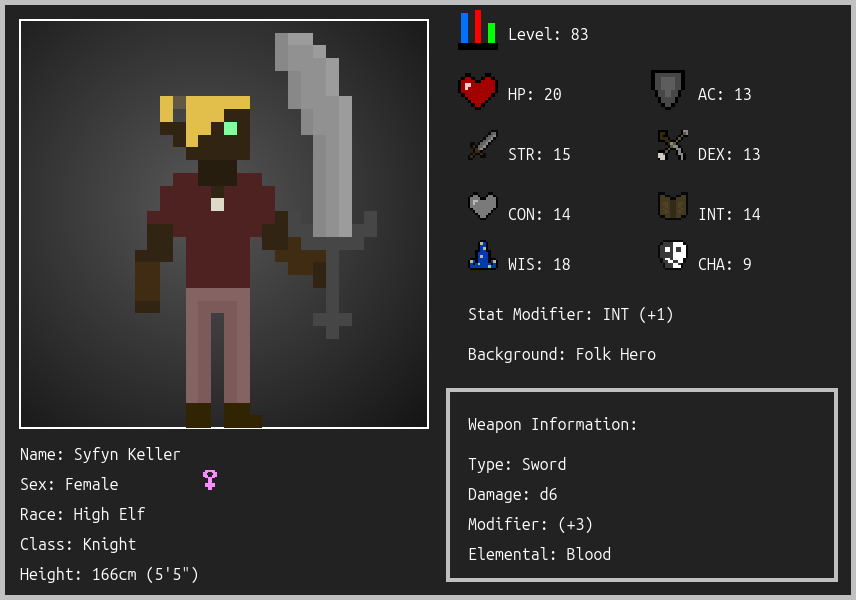 Level: 83
HP: 20
AC: 13
STR: 15
DEX: 13
CON: 14
INT: 14
WIS: 18
CHA: 9
Stat Modifier: INT (+1)
Background: Folk Hero
Weapon Information:
Type: Sword
Damage: d6
Modifier: (+3)
Elemental: Blood
Name: Syfyn Keller
Sex: Female
Race: High Elf
Class: Knight
Height: 166cm (5'5")